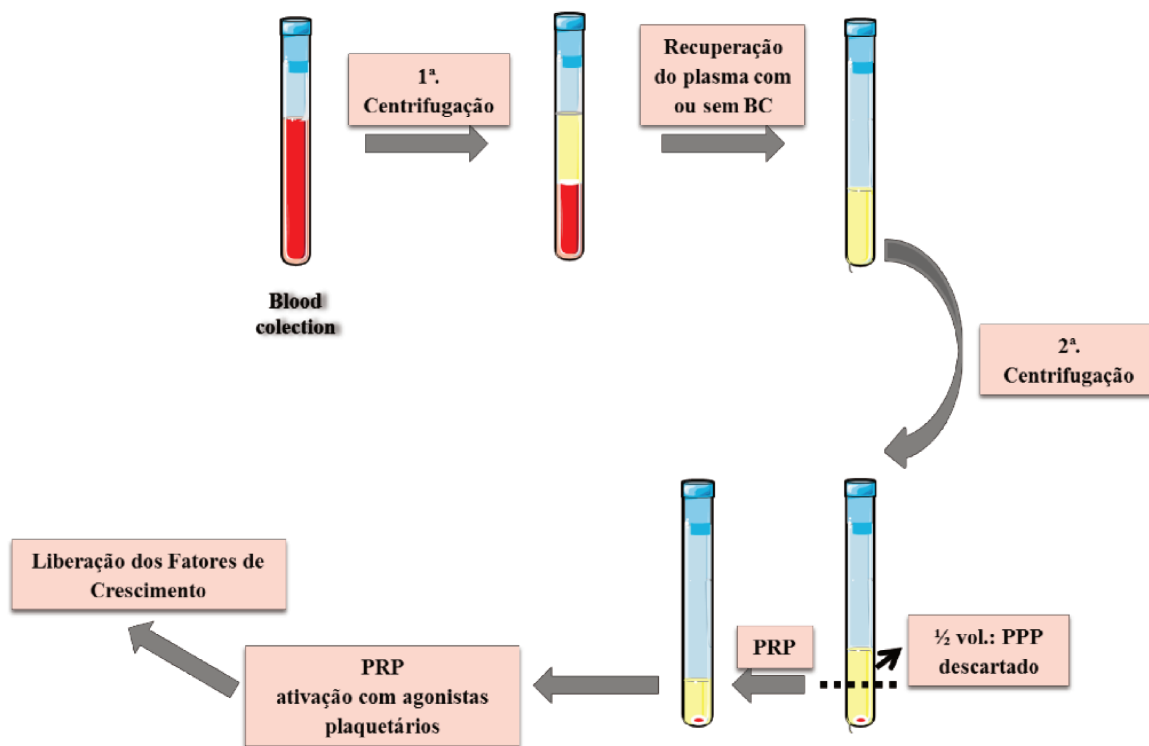 1ª.
Centrifugação
Recuperação
do plasma com
ou sem BC
Blood
colection
2ª.
Centrifugação
½ vol.: PPP
descartado
PRP
PRP
ativação com agonistas
plaquetários
Liberação dos Fatores de
Crescimento